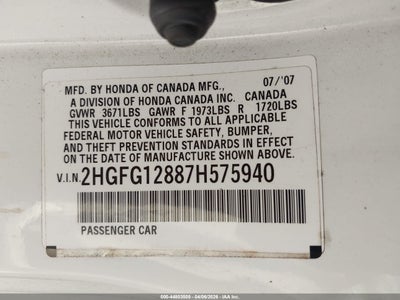 MFD. BY HONDA OF CANADA MFG., 07/'07
A DIVISION OF HONDA CANADA INC. CANADA
GVWR 3671LBS GAWR F 1973LBS R 1720LBS
THIS VEHICLE CONFORMS TO ALL APPLICABLE
FEDERAL MOTOR VEHICLE SAFETY, BUMPER,
AND THEFT PREVENTION STANDARDS IN EFFECT
ON THE DATE OF MANUFACTURE SHOWN ABOVE.
V.I.N. 2HGFG12887H575940
PASSENGER CAR